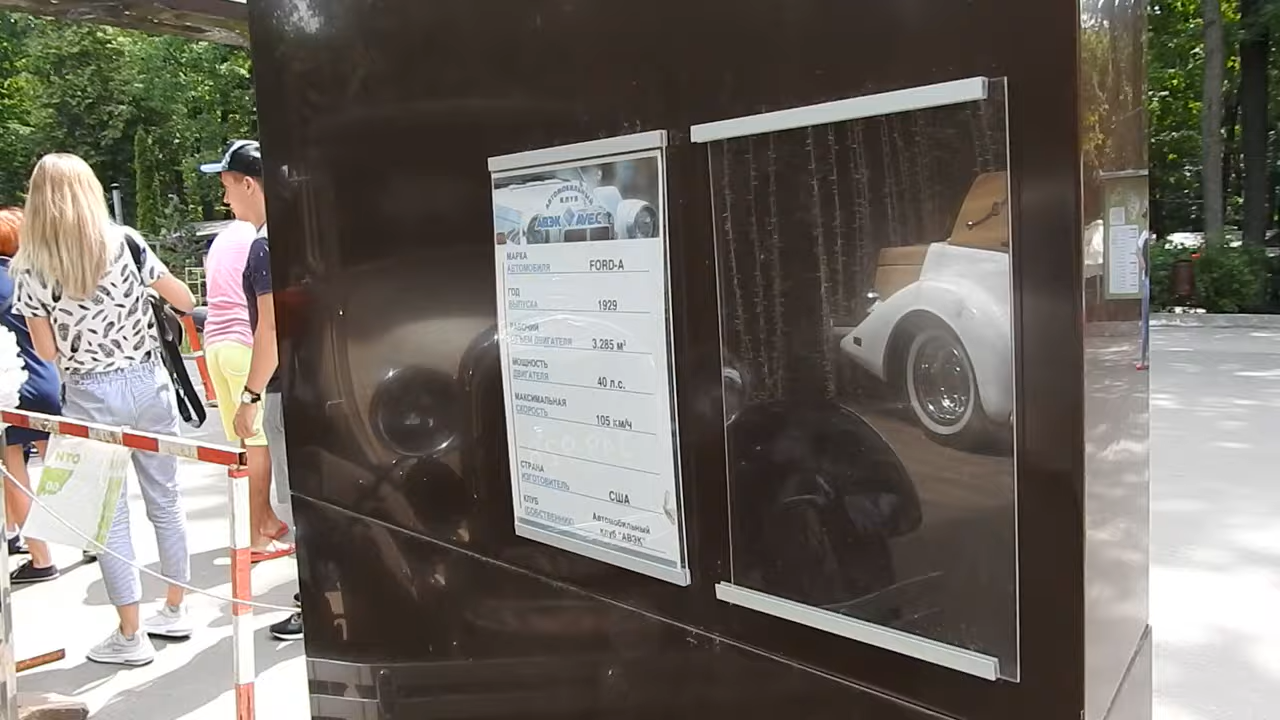 АВТОМОБИЛЬНЫЙ
КЛУБ
АВЭК AVEC
МАРКА
АВТОМОБИЛЯ FORD-A
ГОД
ВЫПУСКА 1929
РАБОЧИЙ
ОБЪЕМ ДВИГАТЕЛЯ 3.285 м³
МОЩНОСТЬ
ДВИГАТЕЛЯ 40 л.с.
МАКСИМАЛЬНАЯ
СКОРОСТЬ 105 км/ч
СТРАНА
ИЗГОТОВИТЕЛЬ США
КЛУБ
(СОБСТВЕННИК) Автомобильный
клуб "АВЭК"
NTO